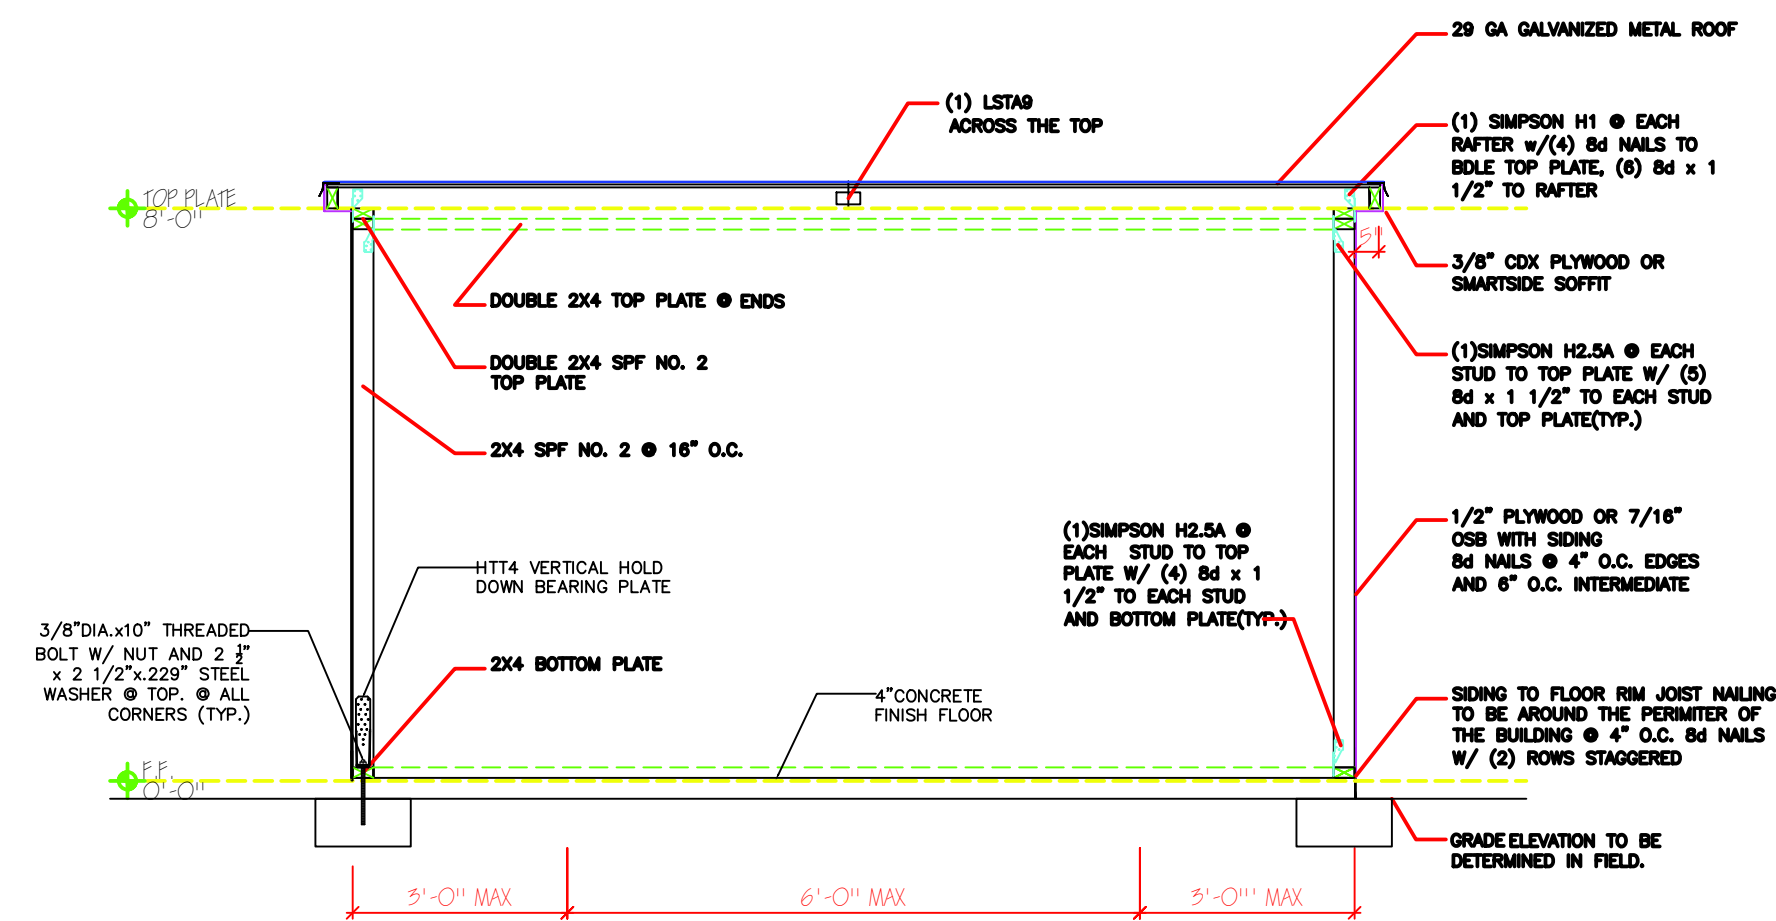 29 GA GALVANIZED METAL ROOF
(1) LSTA9
ACROSS THE TOP
(1) SIMPSON H1 @ EACH
RAFTER w/(4) 8d NAILS TO
BDLE TOP PLATE, (6) 8d x 1
1/2" TO RAFTER
TOP PLATE
8'-0"
5"
3/8" CDX PLYWOOD OR
SMARTSIDE SOFFIT
DOUBLE 2X4 TOP PLATE @ ENDS
DOUBLE 2X4 SPF NO. 2
TOP PLATE
(1)SIMPSON H2.5A @ EACH
STUD TO TOP PLATE W/ (5)
8d x 1 1/2" TO EACH STUD
AND TOP PLATE(TYP.)
2X4 SPF NO. 2 @ 16" O.C.
(1)SIMPSON H2.5A @
EACH STUD TO TOP
PLATE W/ (4) 8d x 1
1/2" TO EACH STUD
AND BOTTOM PLATE(TYP.)
1/2" PLYWOOD OR 7/16"
OSB WITH SIDING
8d NAILS @ 4" O.C. EDGES
AND 6" O.C. INTERMEDIATE
HTT4 VERTICAL HOLD
DOWN BEARING PLATE
3/8"DIA.x10" THREADED
BOLT W/ NUT AND 2 1/2"
x 2 1/2"x.229" STEEL
WASHER @ TOP. @ ALL
CORNERS (TYP.)
2X4 BOTTOM PLATE
4"CONCRETE
FINISH FLOOR
SIDING TO FLOOR RIM JOIST NAILING
TO BE AROUND THE PERIMITER OF
THE BUILDING @ 4" O.C. 8d NAILS
W/ (2) ROWS STAGGERED
F.F.
0'-0"
GRADE ELEVATION TO BE
DETERMINED IN FIELD.
3'-0" MAX
6'-0" MAX
3'-0"' MAX